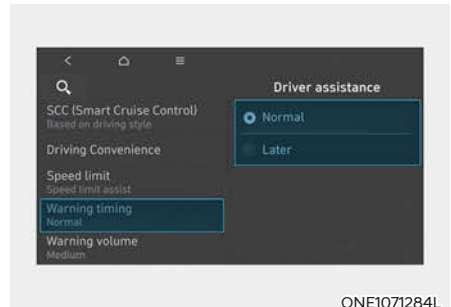 Driver assistance
SCC (Smart Cruise Control)
Based on driving style
Driving Convenience
Speed limit
Speed limit assist
Warning timing
Normal
Warning volume
Medium
Normal
Later
ONE1071284L